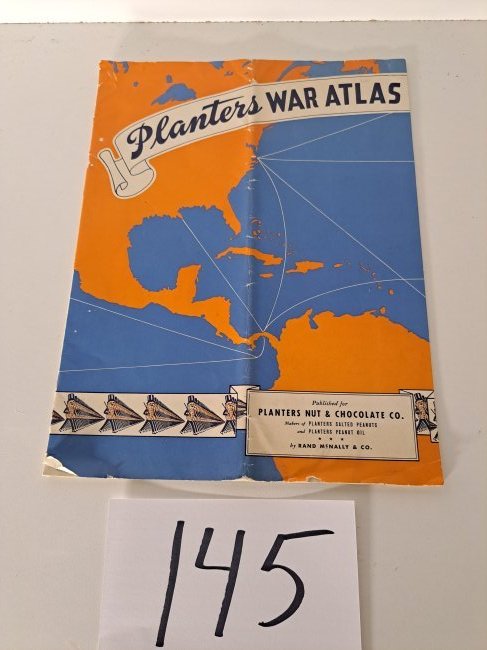 Planters WAR ATLAS
Published for
PLANTERS NUT & CHOCOLATE CO.
Makers of PLANTERS SALTED PEANUTS
and PLANTERS PEANUT OIL
by RAND MCNALLY & CO.
145